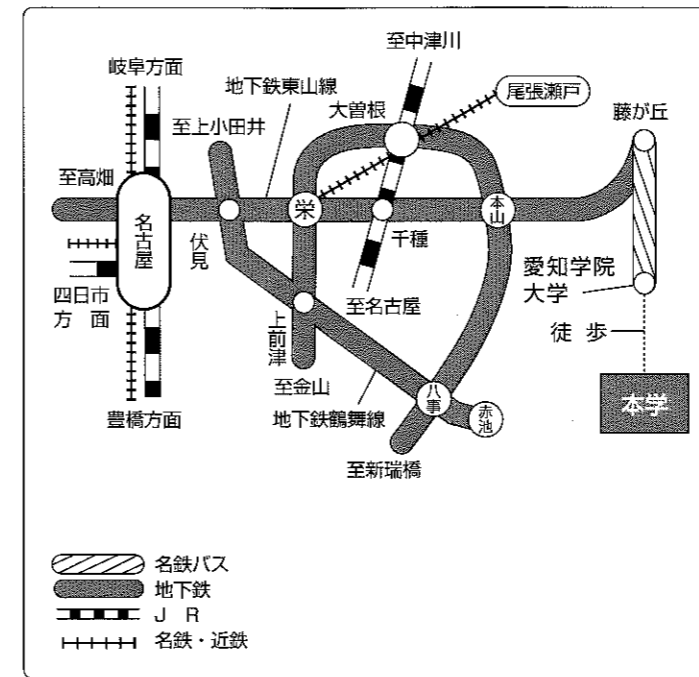 至中津川
岐阜方面
地下鉄東山線
大曽根
尾張瀬戸
藤が丘
至上小田井
至高畑
名古屋
伏見
栄
千種
本山
愛知学院
大学
四日市
方面
上前津
至名古屋
徒歩
至金山
八事
赤池
本学
豊橋方面
地下鉄鶴舞線
至新瑞橋
名鉄バス
地下鉄
J R
名鉄・近鉄